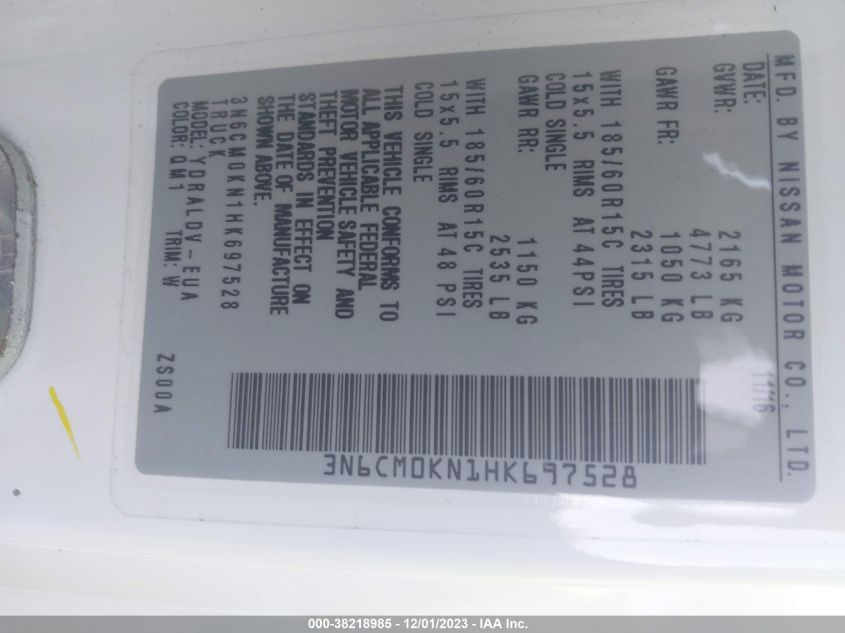 MFD. BY NISSAN MOTOR CO., LTD.
DATE: 11/16
GVWR: 2165 KG
4773 LB
GAWR FR: 1050 KG
2315 LB
WITH 185/60R15C TIRES
15x5.5 RIMS AT 44PSI
COLD SINGLE
GAWR RR: 1150 KG
2535 LB
WITH 185/60R15C TIRES
15x5.5 RIMS AT 48 PSI
COLD SINGLE
THIS VEHICLE CONFORMS TO
ALL APPLICABLE FEDERAL
MOTOR VEHICLE SAFETY AND
THEFT PREVENTION
STANDARDS IN EFFECT ON
THE DATE OF MANUFACTURE
SHOWN ABOVE.
3N6CM0KN1HK697528
TRUCK
MODEL: YDRALDV-EUA
COLOR: QM1 TRIM: W
ZS00A
3N6CM0KN1HK697528
000-38218985 - 12/01/2023 - IAA Inc.